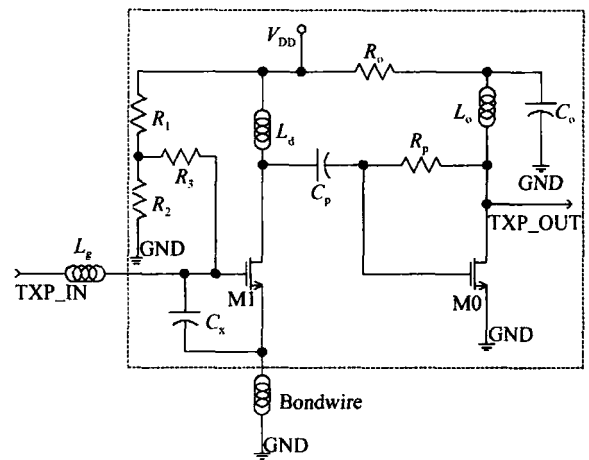 V_DD
R_o
R_1
L_d
L_o
C_o
R_3
R_p
R_2
C_p
GND
GND
TXP_OUT
L_g
TXP_IN
M1
M0
C_x
GND
Bondwire
GND